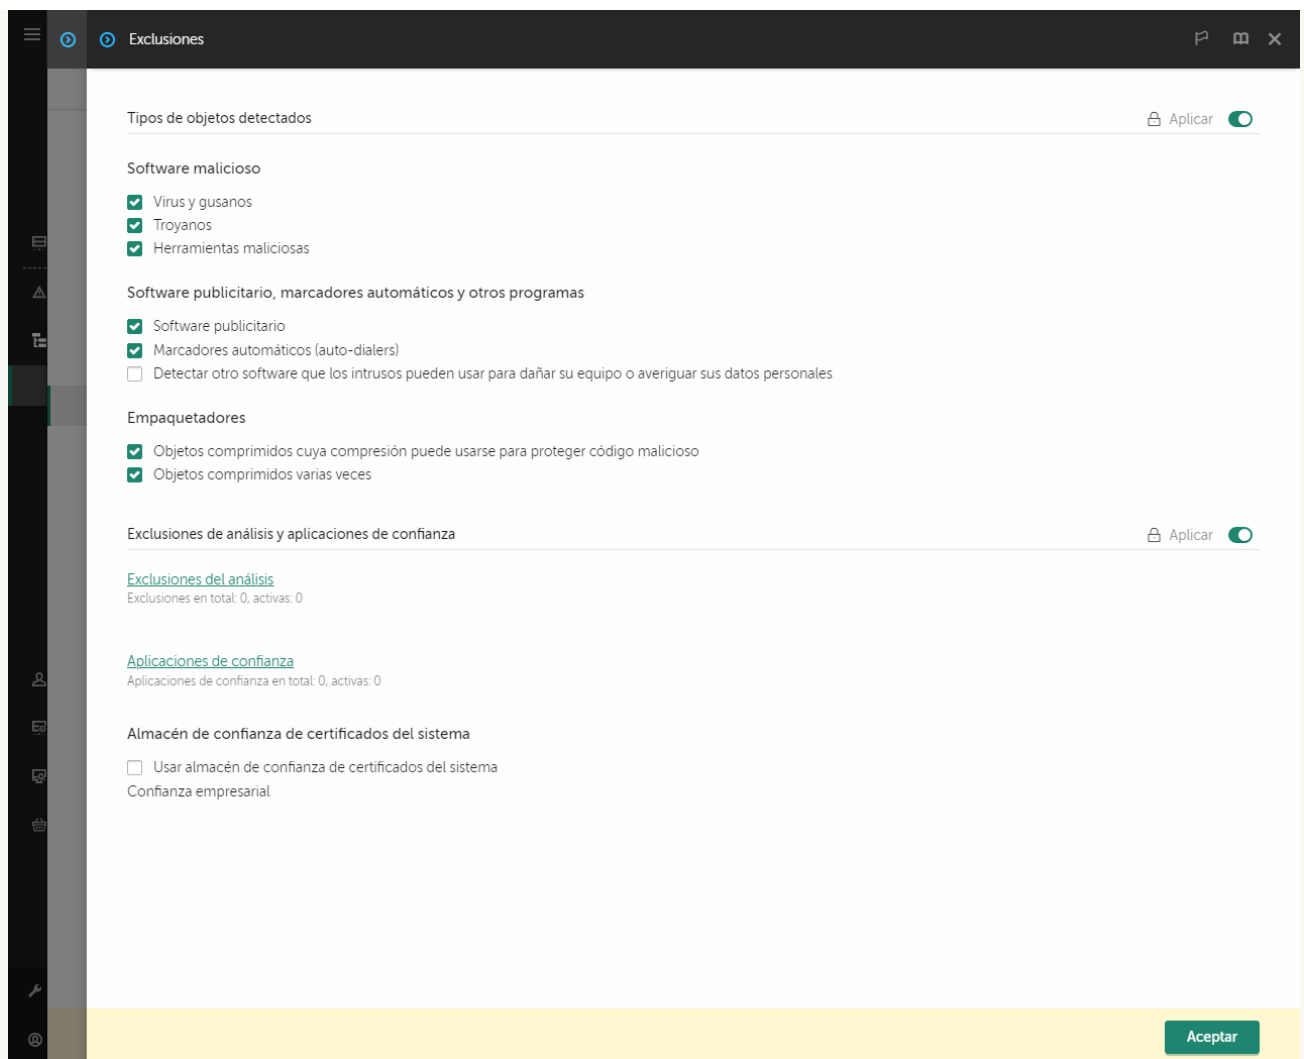 Exclusiones
Tipos de objetos detectados
Aplicar
Software malicioso
Virus y gusanos
Troyanos
Herramientas maliciosas
Software publicitario, marcadores automáticos y otros programas
Software publicitario
Marcadores automáticos (auto-dialers)
Detectar otro software que los intrusos pueden usar para dañar su equipo o averiguar sus datos personales
Empaquetadores
Objetos comprimidos cuya compresión puede usarse para proteger código malicioso
Objetos comprimidos varias veces
Exclusiones de análisis y aplicaciones de confianza
Aplicar
Exclusiones del análisis
Exclusiones en total: 0, activas: 0
Aplicaciones de confianza
Aplicaciones de confianza en total: 0, activas: 0
Almacén de confianza de certificados del sistema
Usar almacén de confianza de certificados del sistema
Confianza empresarial
Aceptar